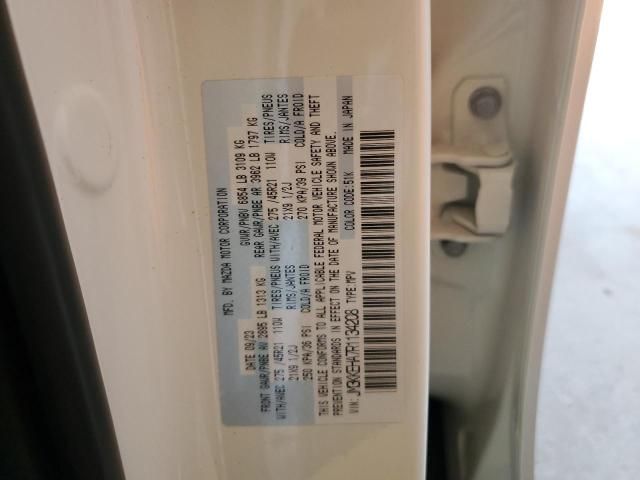 MFD. BY MAZDA MOTOR CORPORATION
DATE 09/23 GVWR/PNBV 6854 LB 3109 KG
FRONT GAWR/PNBE AV 2895 LB 1313 KG REAR GAWR/PNBE AR 3962 LB 1797 KG
WITH/AVEC 275 /45R21 110W TIRES/PNEUS WITH/AVEC 275 /45R21 110W TIRES/PNEUS
21X9 1/2J RIMS/JANTES 21X9 1/2J RIMS/JANTES
250 KPA/36 PSI COLD/A FROID 270 KPA/39 PSI COLD/A FROID
THIS VEHICLE CONFORMS TO ALL APPLICABLE FEDERAL MOTOR VEHICLE SAFETY AND THEFT
PREVENTION STANDARDS IN EFFECT ON THE DATE OF MANUFACTURE SHOWN ABOVE.
VIN: JM3KKEHA7R1134208 TYPE: MPV COLOR CODE: 51K MADE IN JAPAN